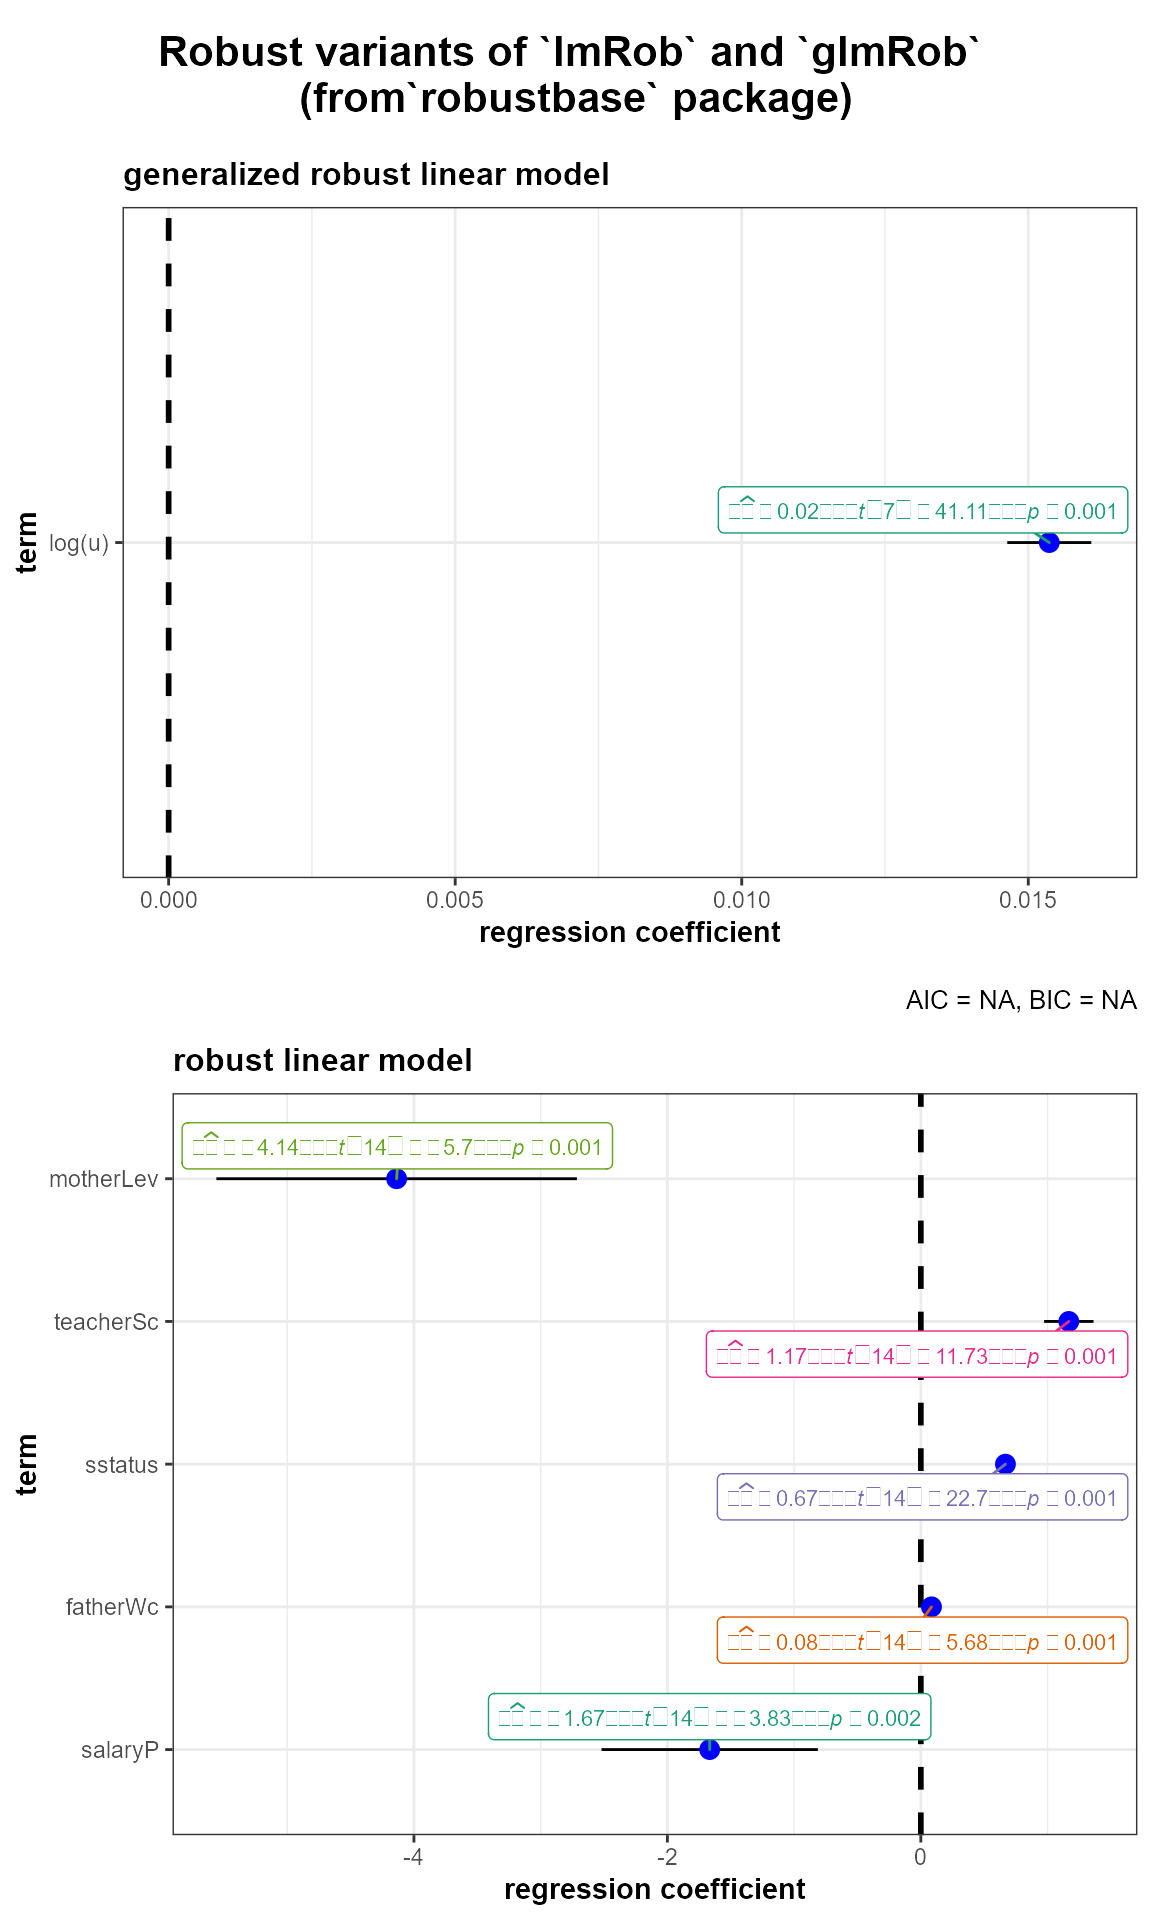 Robust variants of `lmRob` and `glmRob`
(from`robustbase` package)
generalized robust linear model
term
log(u)
□□ □ 0.02□□□t□7□ □ 41.11□□□p □ 0.001
0.000 0.005 0.010 0.015
regression coefficient
AIC = NA, BIC = NA
robust linear model
term
motherLev
□□ □ □ 4.14□□□t□14□ □ □ 5.7□□□p □ 0.001
teacherSc
□□ □ 1.17□□□t□14□ □ 11.73□□□p □ 0.001
sstatus
□□ □ 0.67□□□t□14□ □ 22.7□□□p □ 0.001
fatherWc
□□ □ 0.08□□□t□14□ □ 5.68□□□p □ 0.001
□□ □ □ 1.67□□□t□14□ □ □ 3.83□□□p □ 0.002
salaryP
-4 -2 0
regression coefficient